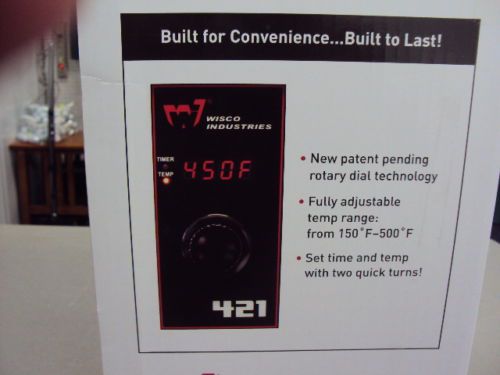 Built for Convenience...Built to Last!
WISCO
INDUSTRIES
TIMER
TEMP
450F
421
• New patent pending
rotary dial technology
• Fully adjustable
temp range:
from 150°F-500°F
• Set time and temp
with two quick turns!